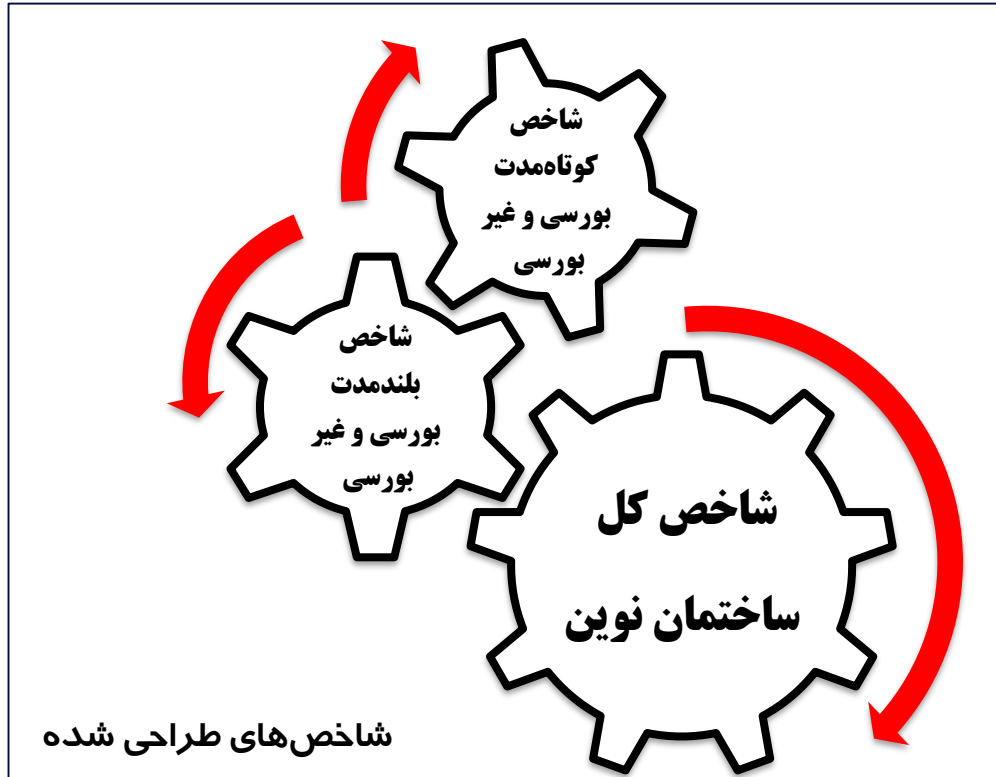 شاخص
کوتاه‌مدت
بورسی و غیر
بورسی
شاخص
بلندمدت
بورسی و غیر
بورسی
شاخص کل
ساختمان نوین
شاخص‌های طراحی شده